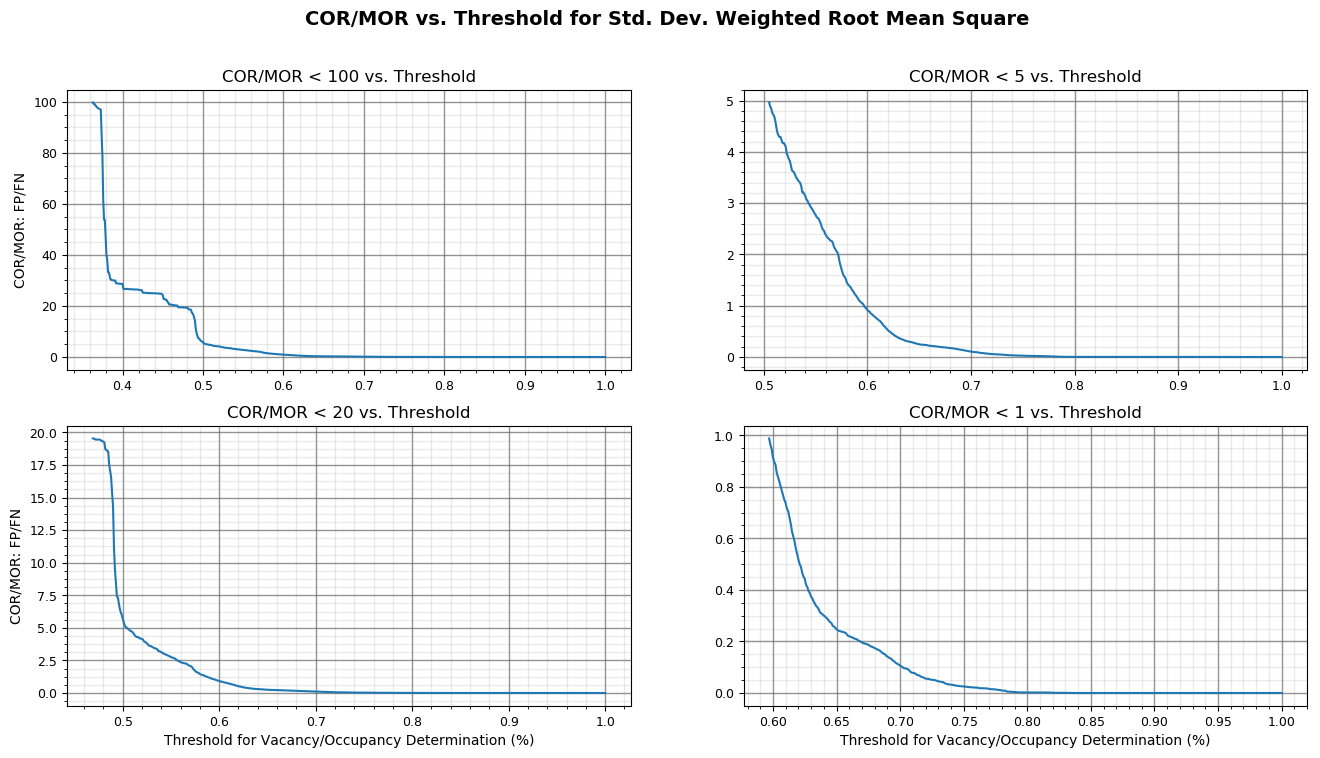 COR/MOR vs. Threshold for Std. Dev. Weighted Root Mean Square
COR/MOR < 100 vs. Threshold
COR/MOR: FP/FN
100
80
60
40
20
0
0.4 0.5 0.6 0.7 0.8 0.9 1.0
COR/MOR < 5 vs. Threshold
5
4
3
2
1
0
0.5 0.6 0.7 0.8 0.9 1.0
COR/MOR < 20 vs. Threshold
COR/MOR: FP/FN
20.0
17.5
15.0
12.5
10.0
7.5
5.0
2.5
0.0
0.5 0.6 0.7 0.8 0.9 1.0
Threshold for Vacancy/Occupancy Determination (%)
COR/MOR < 1 vs. Threshold
1.0
0.8
0.6
0.4
0.2
0.0
0.60 0.65 0.70 0.75 0.80 0.85 0.90 0.95 1.00
Threshold for Vacancy/Occupancy Determination (%)